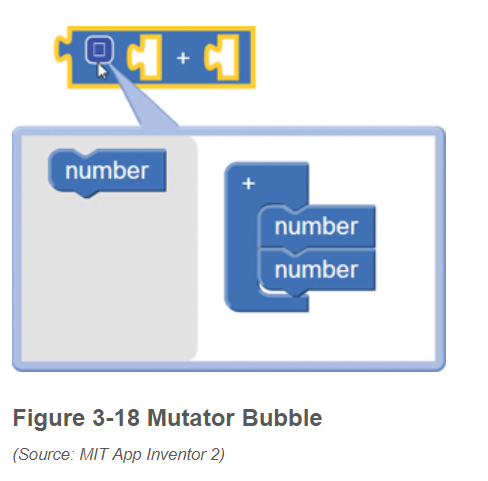 +
number
+
number
number
Figure 3-18 Mutator Bubble
(Source: MIT App Inventor 2)